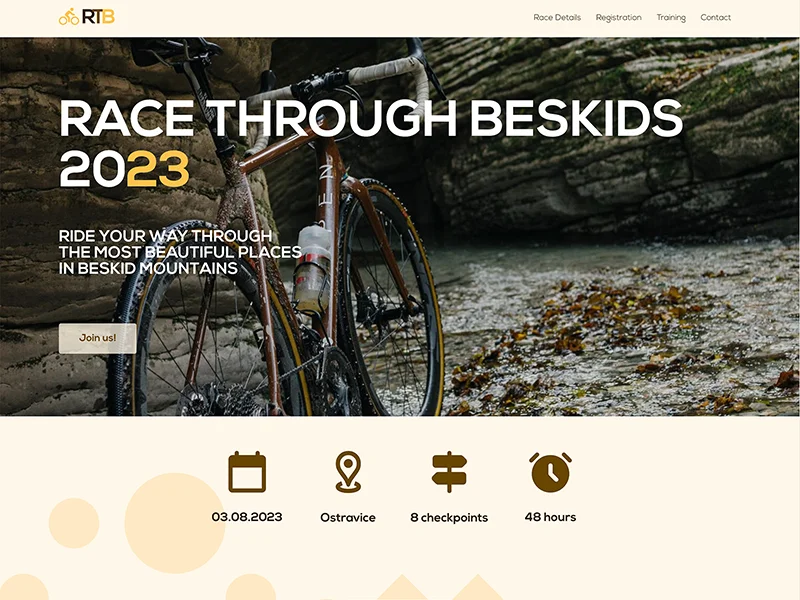 RTB
Race Details
Registration
Training
Contact
RACE THROUGH BESKIDS
2023
RIDE YOUR WAY THROUGH
THE MOST BEAUTIFUL PLACES
IN BESKID MOUNTAINS
Join us!
03.08.2023
Ostravice
8 checkpoints
48 hours